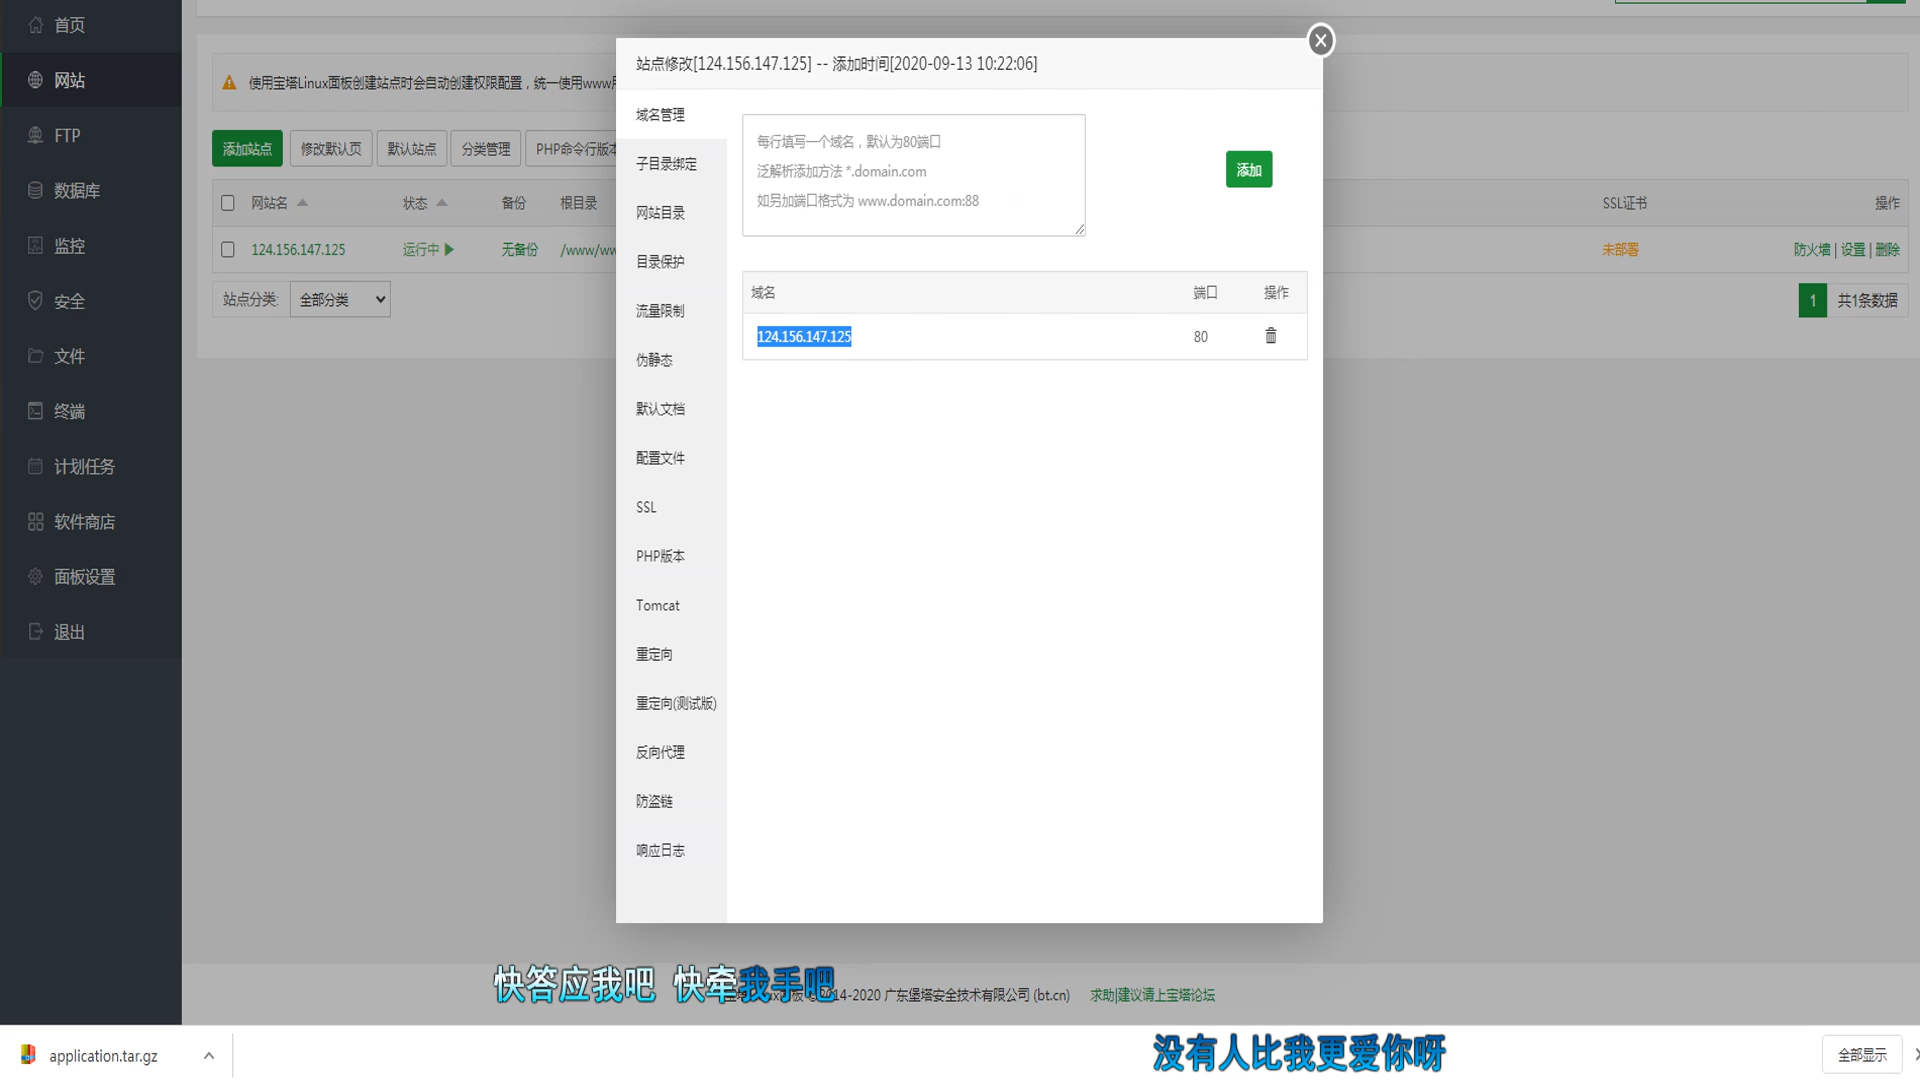 首页
网站
FTP
数据库
监控
安全
文件
终端
计划任务
软件商店
面板设置
退出
使用宝塔Linux面板创建站点时会自动创建权限配置，统一使用www
添加站点
修改默认页
默认站点
分类管理
PHP命令行版本
网站名
状态
备份
根目录
SSL证书
操作
124.156.147.125
运行中
无备份
/www/ww
未部署
防火墙 | 设置 | 删除
站点分类:
全部分类
1
共1条数据
站点修改[124.156.147.125] -- 添加时间[2020-09-13 10:22:06]
域名管理
子目录绑定
网站目录
目录保护
流量限制
伪静态
默认文档
配置文件
SSL
PHP版本
Tomcat
重定向
重定向(测试版)
反向代理
防盗链
响应日志
每行填写一个域名，默认为80端口
泛解析添加方法 *.domain.com
如另加端口格式为 www.domain.com:88
添加
域名
端口
操作
124.156.147.125
80
快答应我吧 快牵我手吧
14-2020 广东堡塔安全技术有限公司 (bt.cn)
求助|建议请上宝塔论坛
application.tar.gz
没有人比我更爱你呀
全部显示